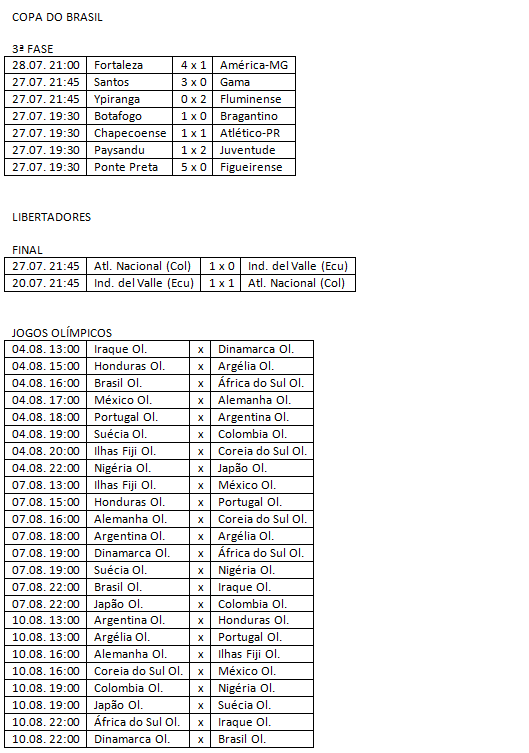 COPA DO BRASIL
3ª FASE
28.07. 21:00 Fortaleza 4 x 1 América-MG
27.07. 21:45 Santos 3 x 0 Gama
27.07. 21:45 Ypiranga 0 x 2 Fluminense
27.07. 19:30 Botafogo 1 x 0 Bragantino
27.07. 19:30 Chapecoense 1 x 1 Atlético-PR
27.07. 19:30 Paysandu 1 x 2 Juventude
27.07. 19:30 Ponte Preta 5 x 0 Figueirense
LIBERTADORES
FINAL
27.07. 21:45 Atl. Nacional (Col) 1 x 0 Ind. del Valle (Ecu)
20.07. 21:45 Ind. del Valle (Ecu) 1 x 1 Atl. Nacional (Col)
JOGOS OLÍMPICOS
04.08. 13:00 Iraque Ol. x Dinamarca Ol.
04.08. 15:00 Honduras Ol. x Argélia Ol.
04.08. 16:00 Brasil Ol. x África do Sul Ol.
04.08. 17:00 México Ol. x Alemanha Ol.
04.08. 18:00 Portugal Ol. x Argentina Ol.
04.08. 19:00 Suécia Ol. x Colombia Ol.
04.08. 20:00 Ilhas Fiji Ol. x Coreia do Sul Ol.
04.08. 22:00 Nigéria Ol. x Japão Ol.
07.08. 13:00 Ilhas Fiji Ol. x México Ol.
07.08. 15:00 Honduras Ol. x Portugal Ol.
07.08. 16:00 Alemanha Ol. x Coreia do Sul Ol.
07.08. 18:00 Argentina Ol. x Argélia Ol.
07.08. 19:00 Dinamarca Ol. x África do Sul Ol.
07.08. 19:00 Suécia Ol. x Nigéria Ol.
07.08. 22:00 Brasil Ol. x Iraque Ol.
07.08. 22:00 Japão Ol. x Colombia Ol.
10.08. 13:00 Argentina Ol. x Honduras Ol.
10.08. 13:00 Argélia Ol. x Portugal Ol.
10.08. 16:00 Alemanha Ol. x Ilhas Fiji Ol.
10.08. 16:00 Coreia do Sul Ol. x México Ol.
10.08. 19:00 Colombia Ol. x Nigéria Ol.
10.08. 19:00 Japão Ol. x Suécia Ol.
10.08. 22:00 África do Sul Ol. x Iraque Ol.
10.08. 22:00 Dinamarca Ol. x Brasil Ol.